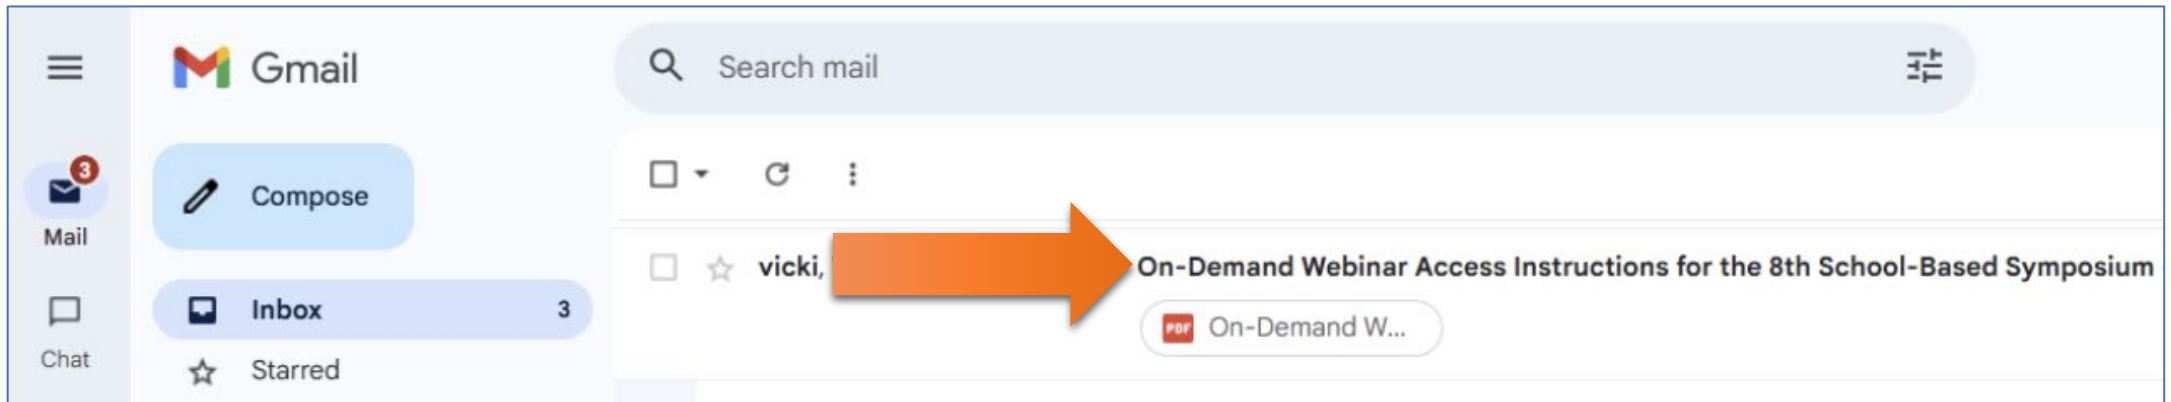 Gmail
Search mail
3
Mail
Compose
vicki,
On-Demand Webinar Access Instructions for the 8th School-Based Symposium
Inbox 3
PDF On-Demand W...
Chat
Starred